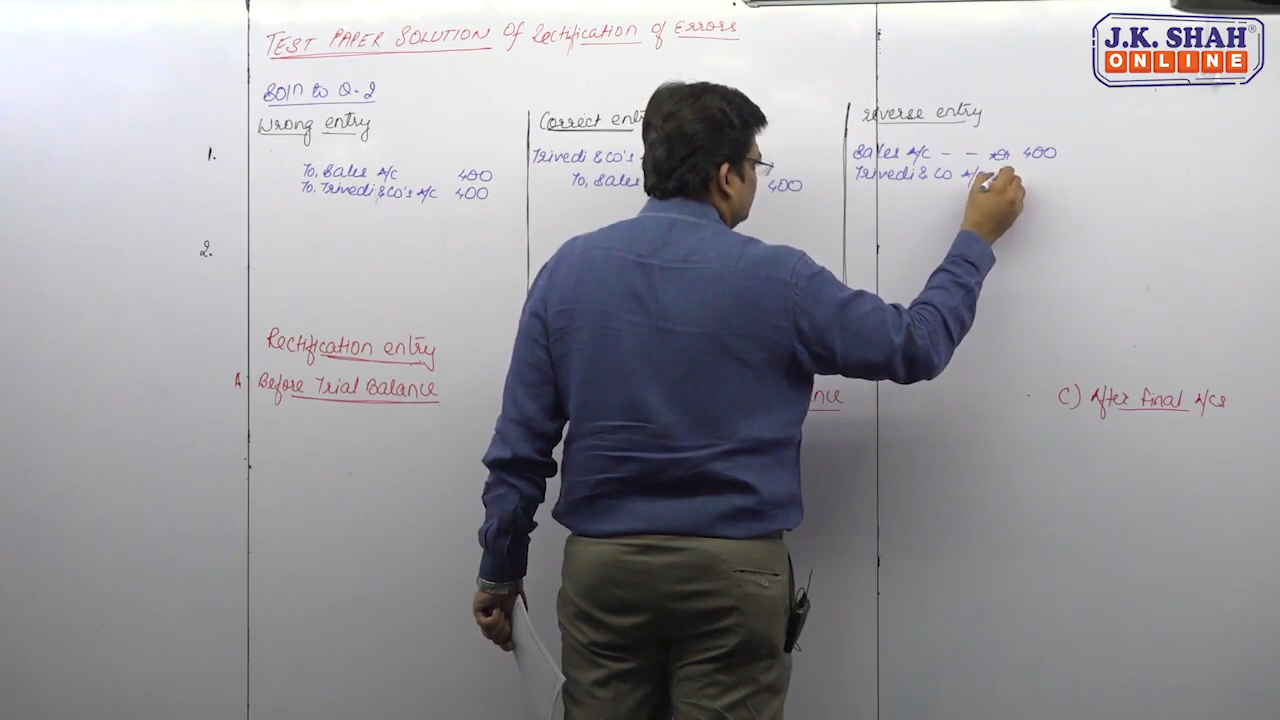 TEST PAPER SOLUTION Of Rectification of Errors
J.K. SHAH®
ONLINE
Soln to Q-2
Wrong entry
Correct
reverse entry
1.
To, Sales A/c 400
To, Trivedi & Co's A/c 400
Trivedi & Co's
To, Sales 400
Sales A/c - - 400
Trivedi & Co
2.
Rectification entry
A Before Trial Balance
C) After final A/cs